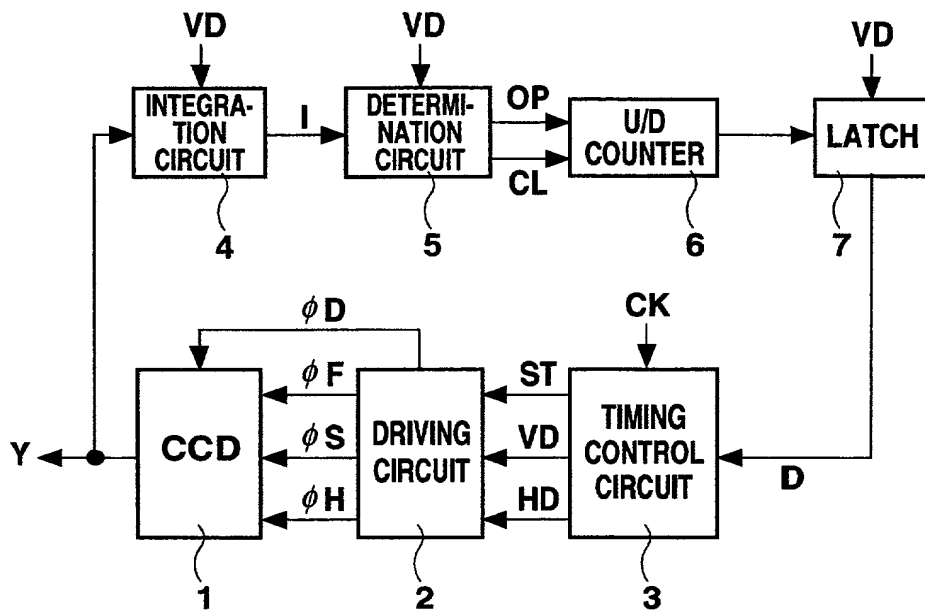 VD VD VD
INTEGRA-
TION
CIRCUIT
I
DETERMI-
NATION
CIRCUIT
OP
CL
U/D
COUNTER
LATCH
4 5 6 7
φD
φF
φS
φH
CK
ST
VD
HD
Y
CCD
DRIVING
CIRCUIT
TIMING
CONTROL
CIRCUIT
D
1 2 3